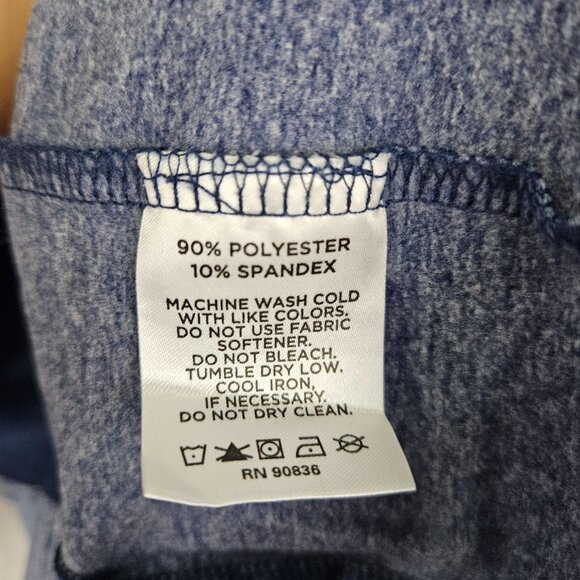 90% POLYESTER
10% SPANDEX
MACHINE WASH COLD
WITH LIKE COLORS.
DO NOT USE FABRIC
SOFTENER.
DO NOT BLEACH.
TUMBLE DRY LOW.
COOL IRON,
IF NECESSARY.
DO NOT DRY CLEAN.
RN 90836